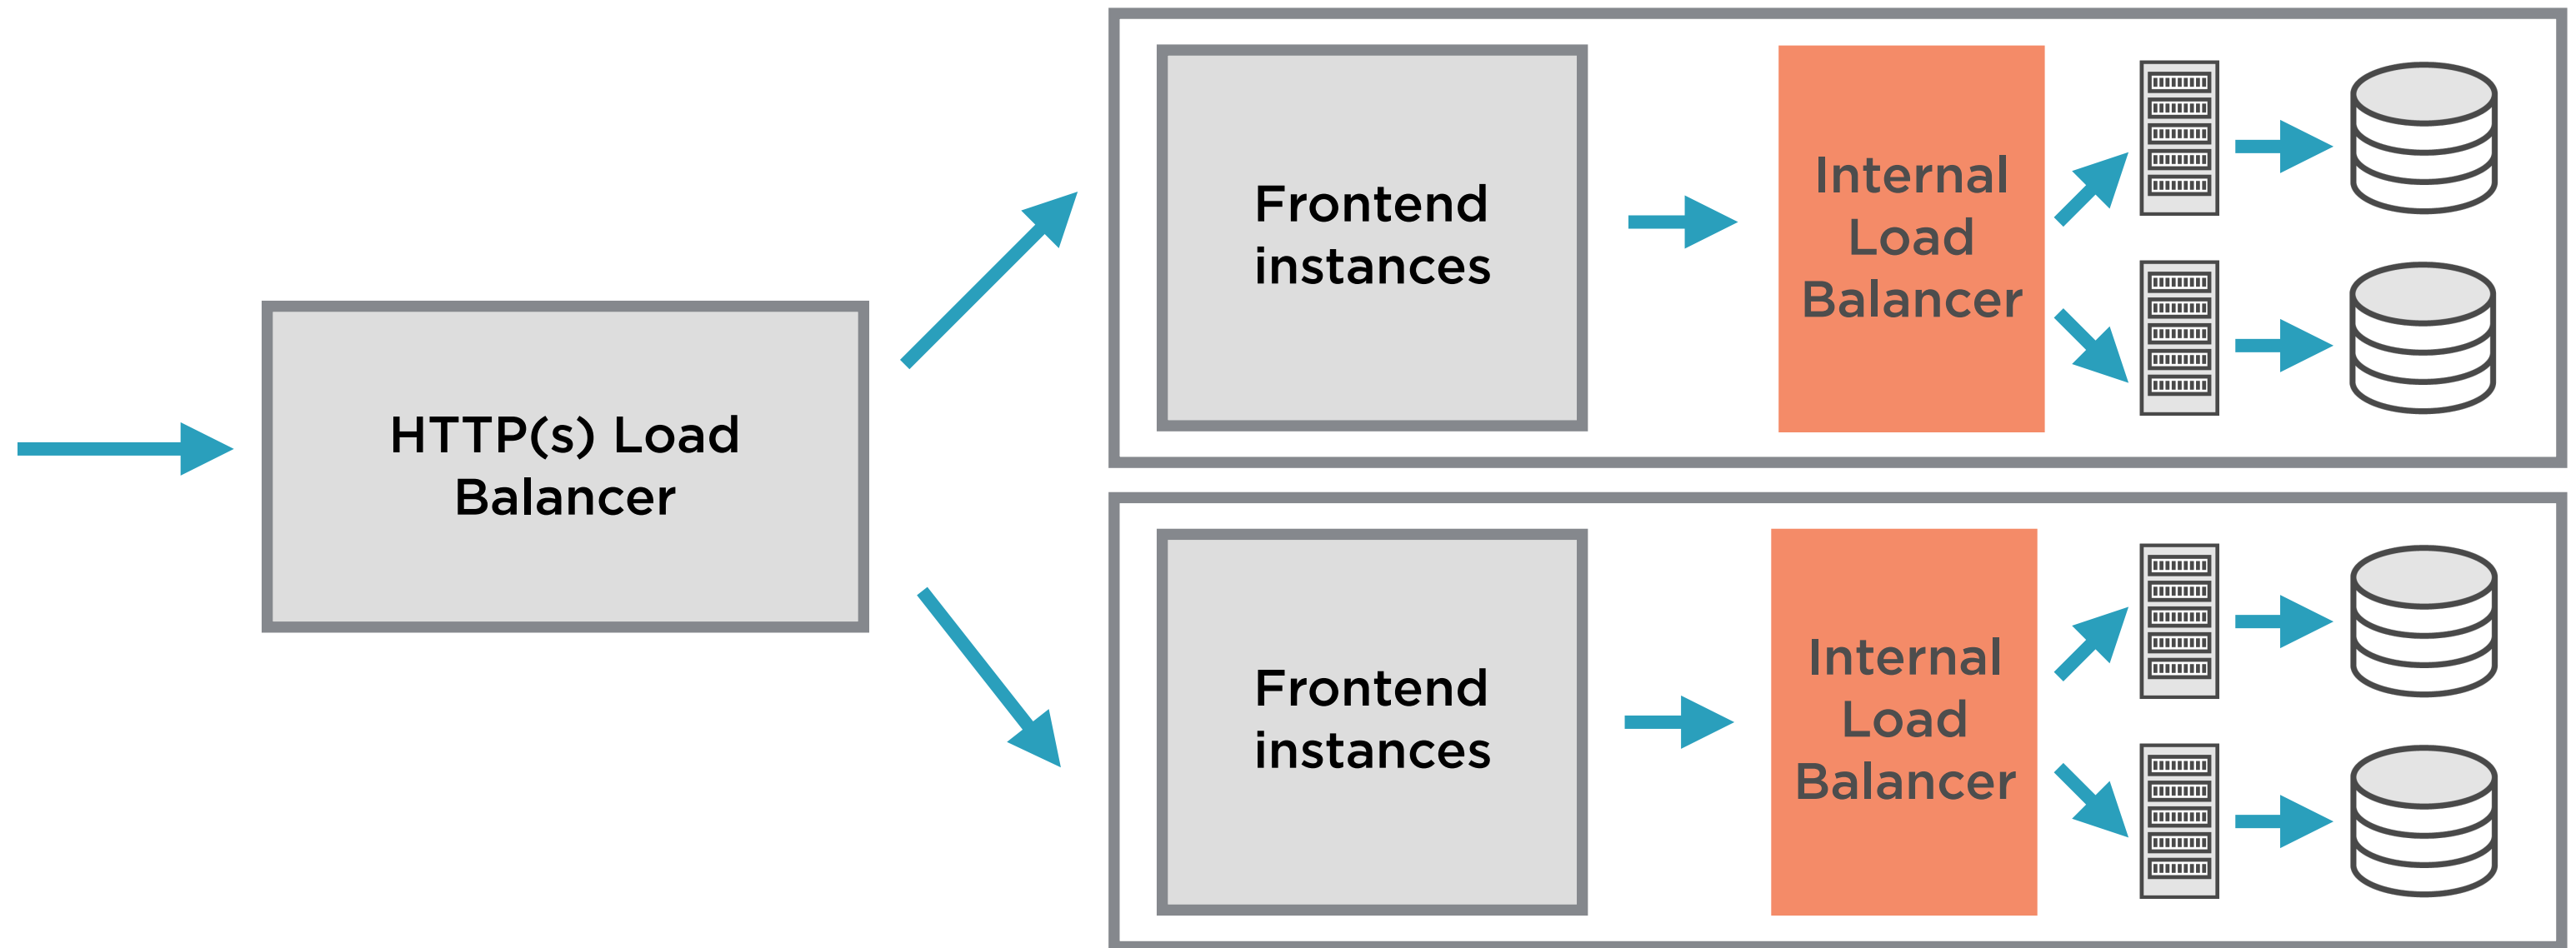 HTTP(s) Load
Balancer
Frontend
instances
Internal
Load
Balancer
Frontend
instances
Internal
Load
Balancer